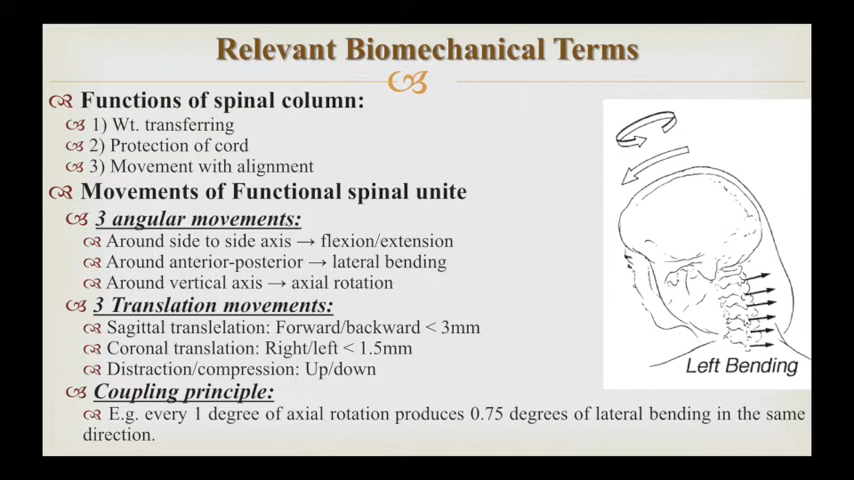 Relevant Biomechanical Terms
Functions of spinal column:
1) Wt. transferring
2) Protection of cord
3) Movement with alignment
Movements of Functional spinal unite
3 angular movements:
Around side to side axis → flexion/extension
Around anterior-posterior → lateral bending
Around vertical axis → axial rotation
3 Translation movements:
Sagittal translelation: Forward/backward < 3mm
Coronal translation: Right/left < 1.5mm
Distraction/compression: Up/down
Coupling principle:
E.g. every 1 degree of axial rotation produces 0.75 degrees of lateral bending in the same
direction.
Left Bending